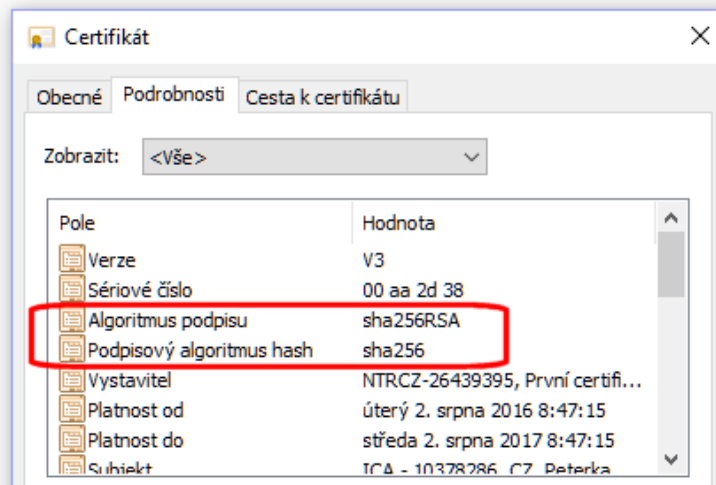 Certifikát
Obecné Podrobnosti Cesta k certifikátu
Zobrazit: <Vše>
Pole Hodnota
Verze V3
Sériové číslo 00 aa 2d 38
Algoritmus podpisu sha256RSA
Podpisový algoritmus hash sha256
Vystavitel NTRCZ-26439395, První certifi...
Platnost od úterý 2. srpna 2016 8:47:15
Platnost do středa 2. srpna 2017 8:47:15
Subjekt ICA - 10378286, CZ, Peterka